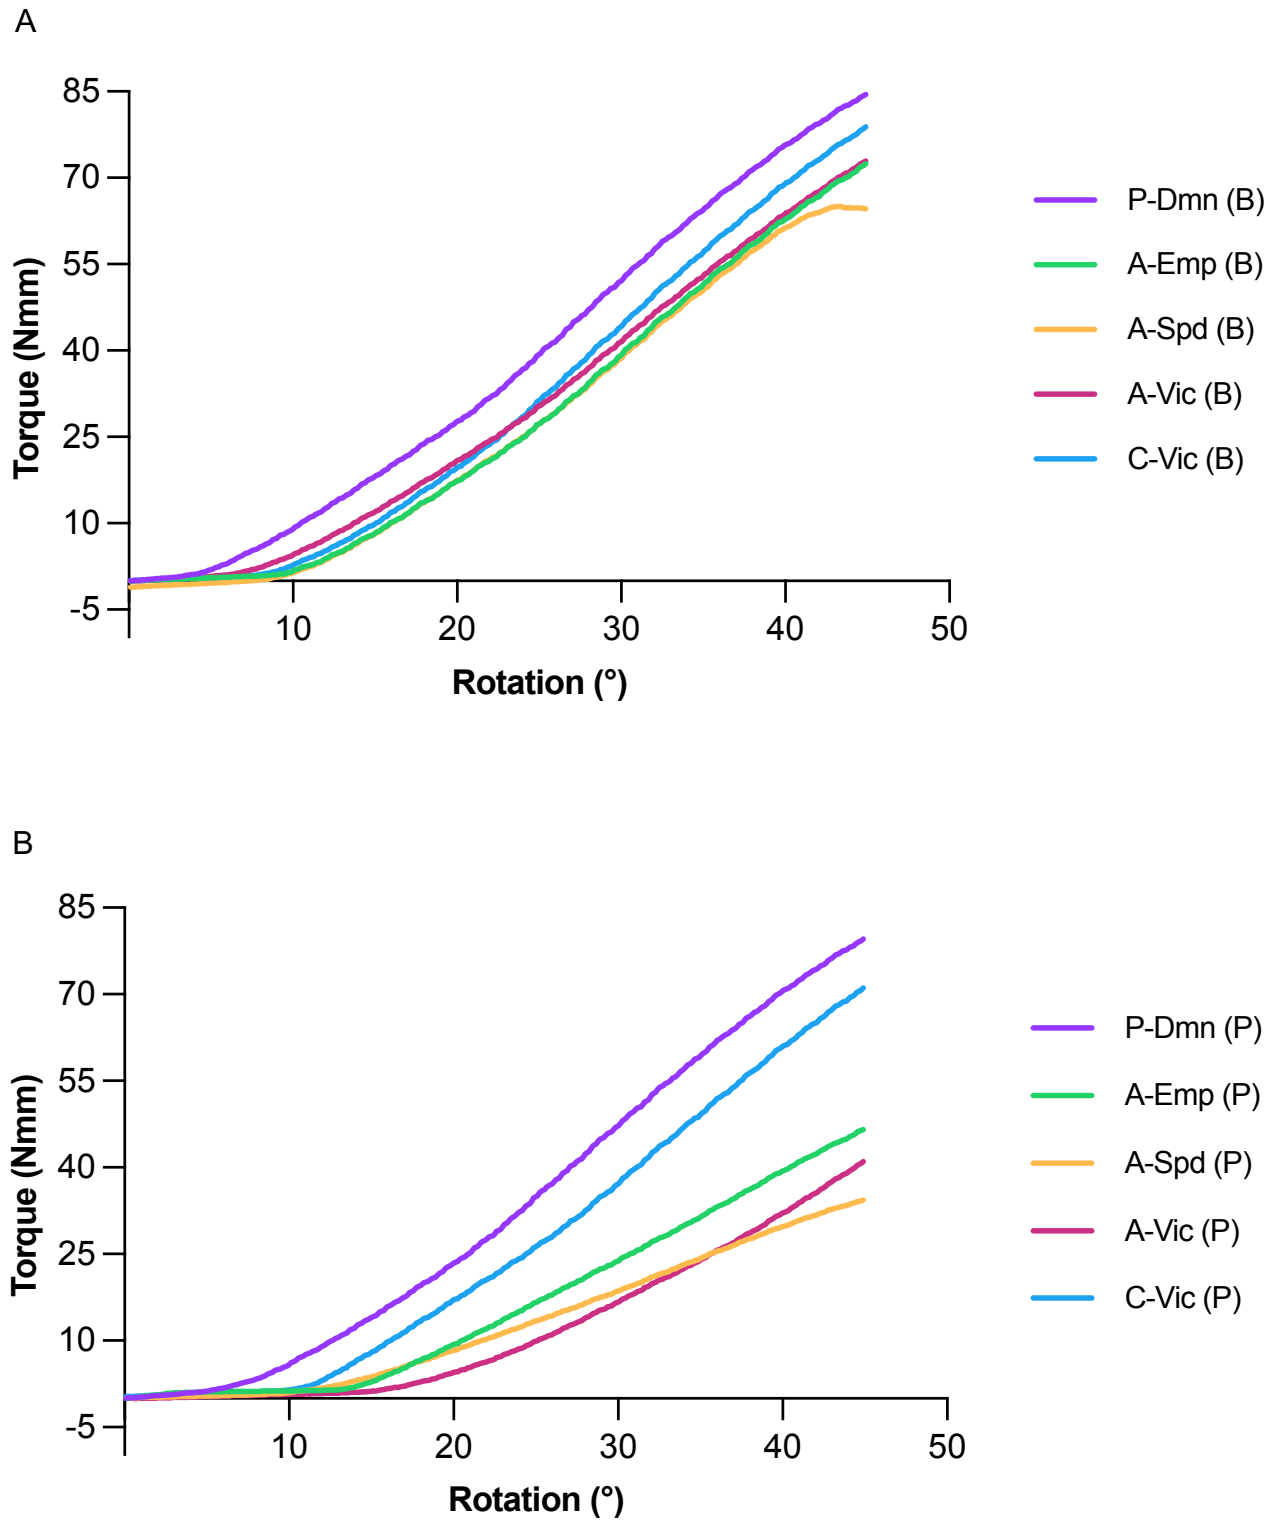 A
85
70
55
40
25
10
-5
10 20 30 40 50
Torque (Nmm)
Rotation (°)
P-Dmn (B)
A-Emp (B)
A-Spd (B)
A-Vic (B)
C-Vic (B)
B
85
70
55
40
25
10
-5
10 20 30 40 50
Torque (Nmm)
Rotation (°)
P-Dmn (P)
A-Emp (P)
A-Spd (P)
A-Vic (P)
C-Vic (P)